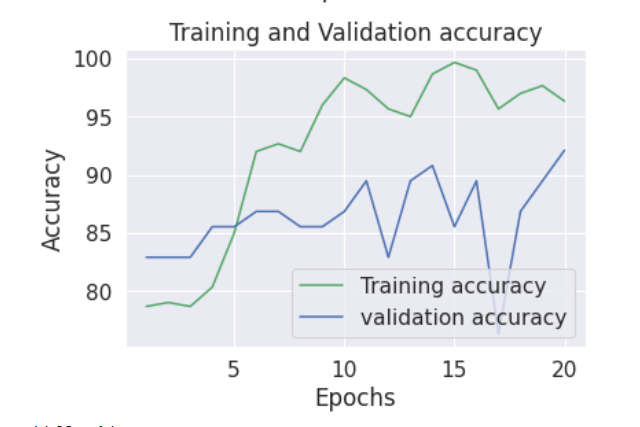 Training and Validation accuracy
100
95
90
85
80
Accuracy
Training accuracy
validation accuracy
5
10
15
20
Epochs